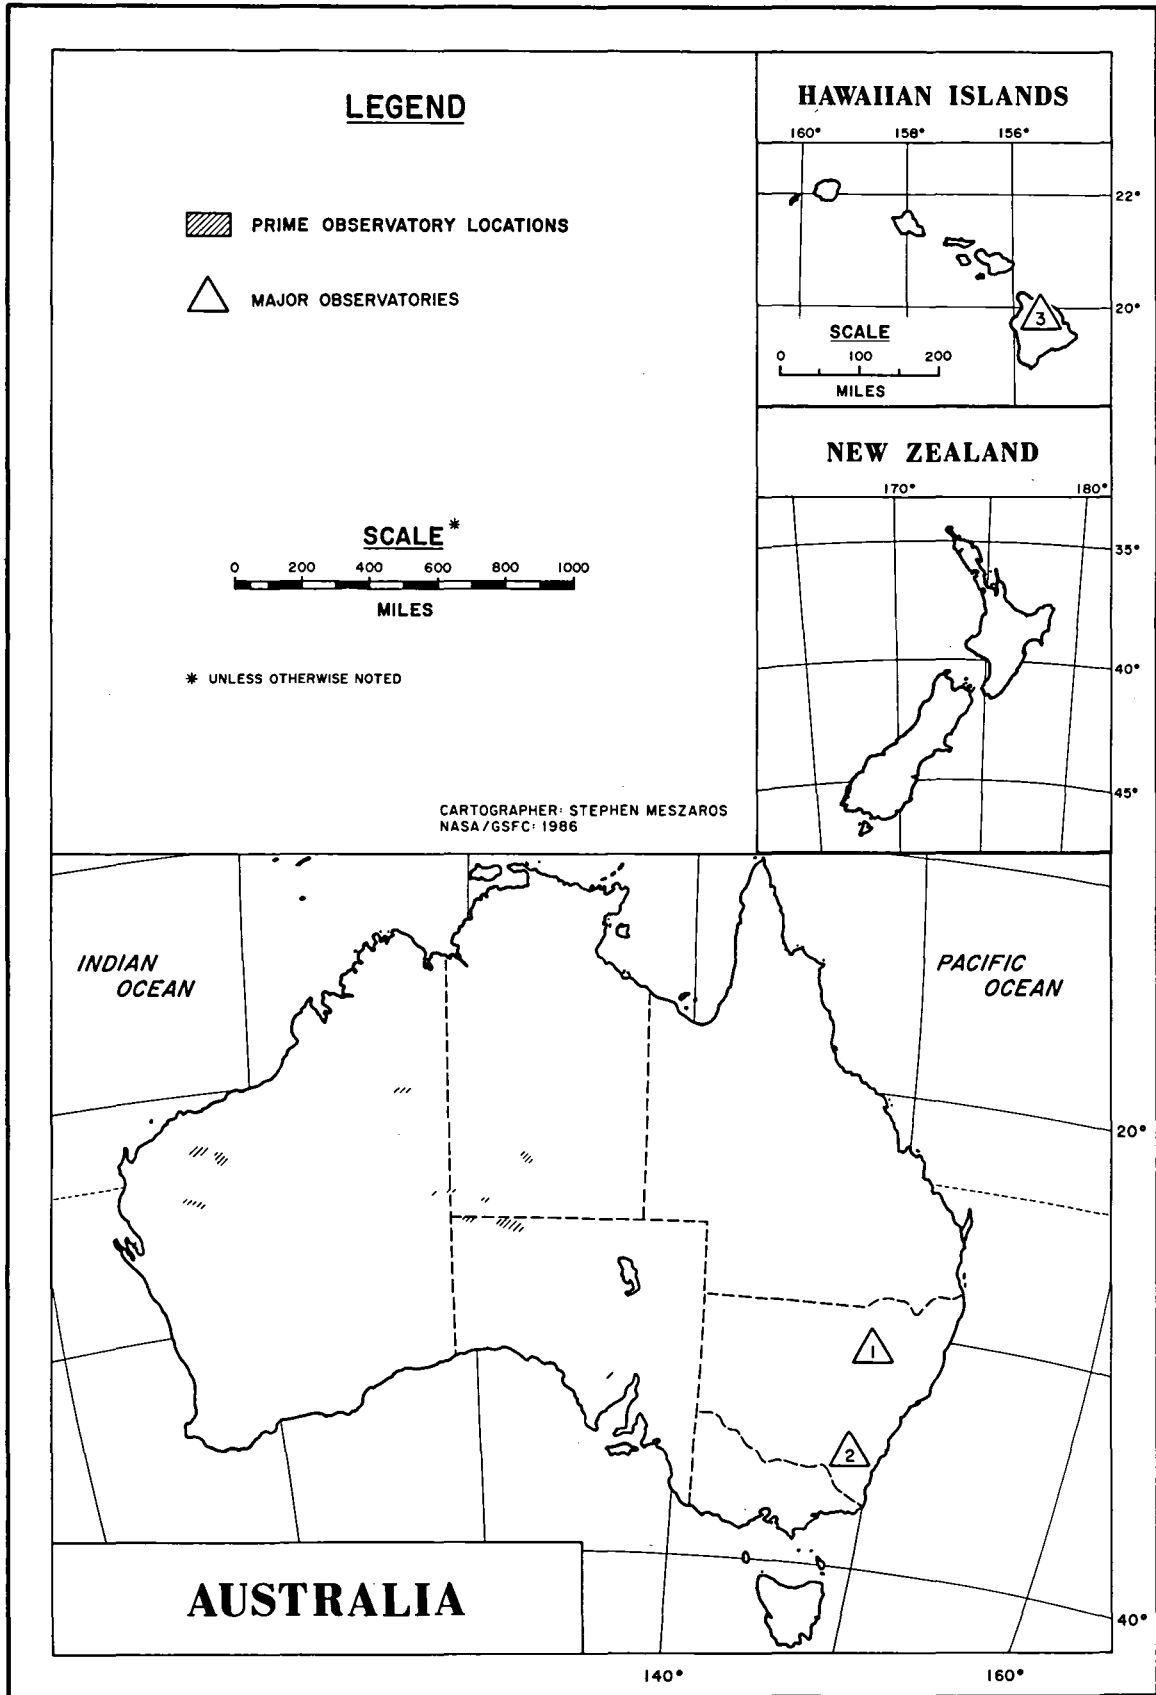 LEGEND
PRIME OBSERVATORY LOCATIONS
MAJOR OBSERVATORIES
SCALE*
0 200 400 600 800 1000
MILES
* UNLESS OTHERWISE NOTED
CARTOGRAPHER: STEPHEN MESZAROS
NASA/GSFC: 1986
HAWAIIAN ISLANDS
160° 158° 156°
22°
20°
3
SCALE
0 100 200
MILES
NEW ZEALAND
170° 180°
35°
40°
45°
INDIAN
OCEAN
PACIFIC
OCEAN
20°
1
2
AUSTRALIA
40°
140° 160°